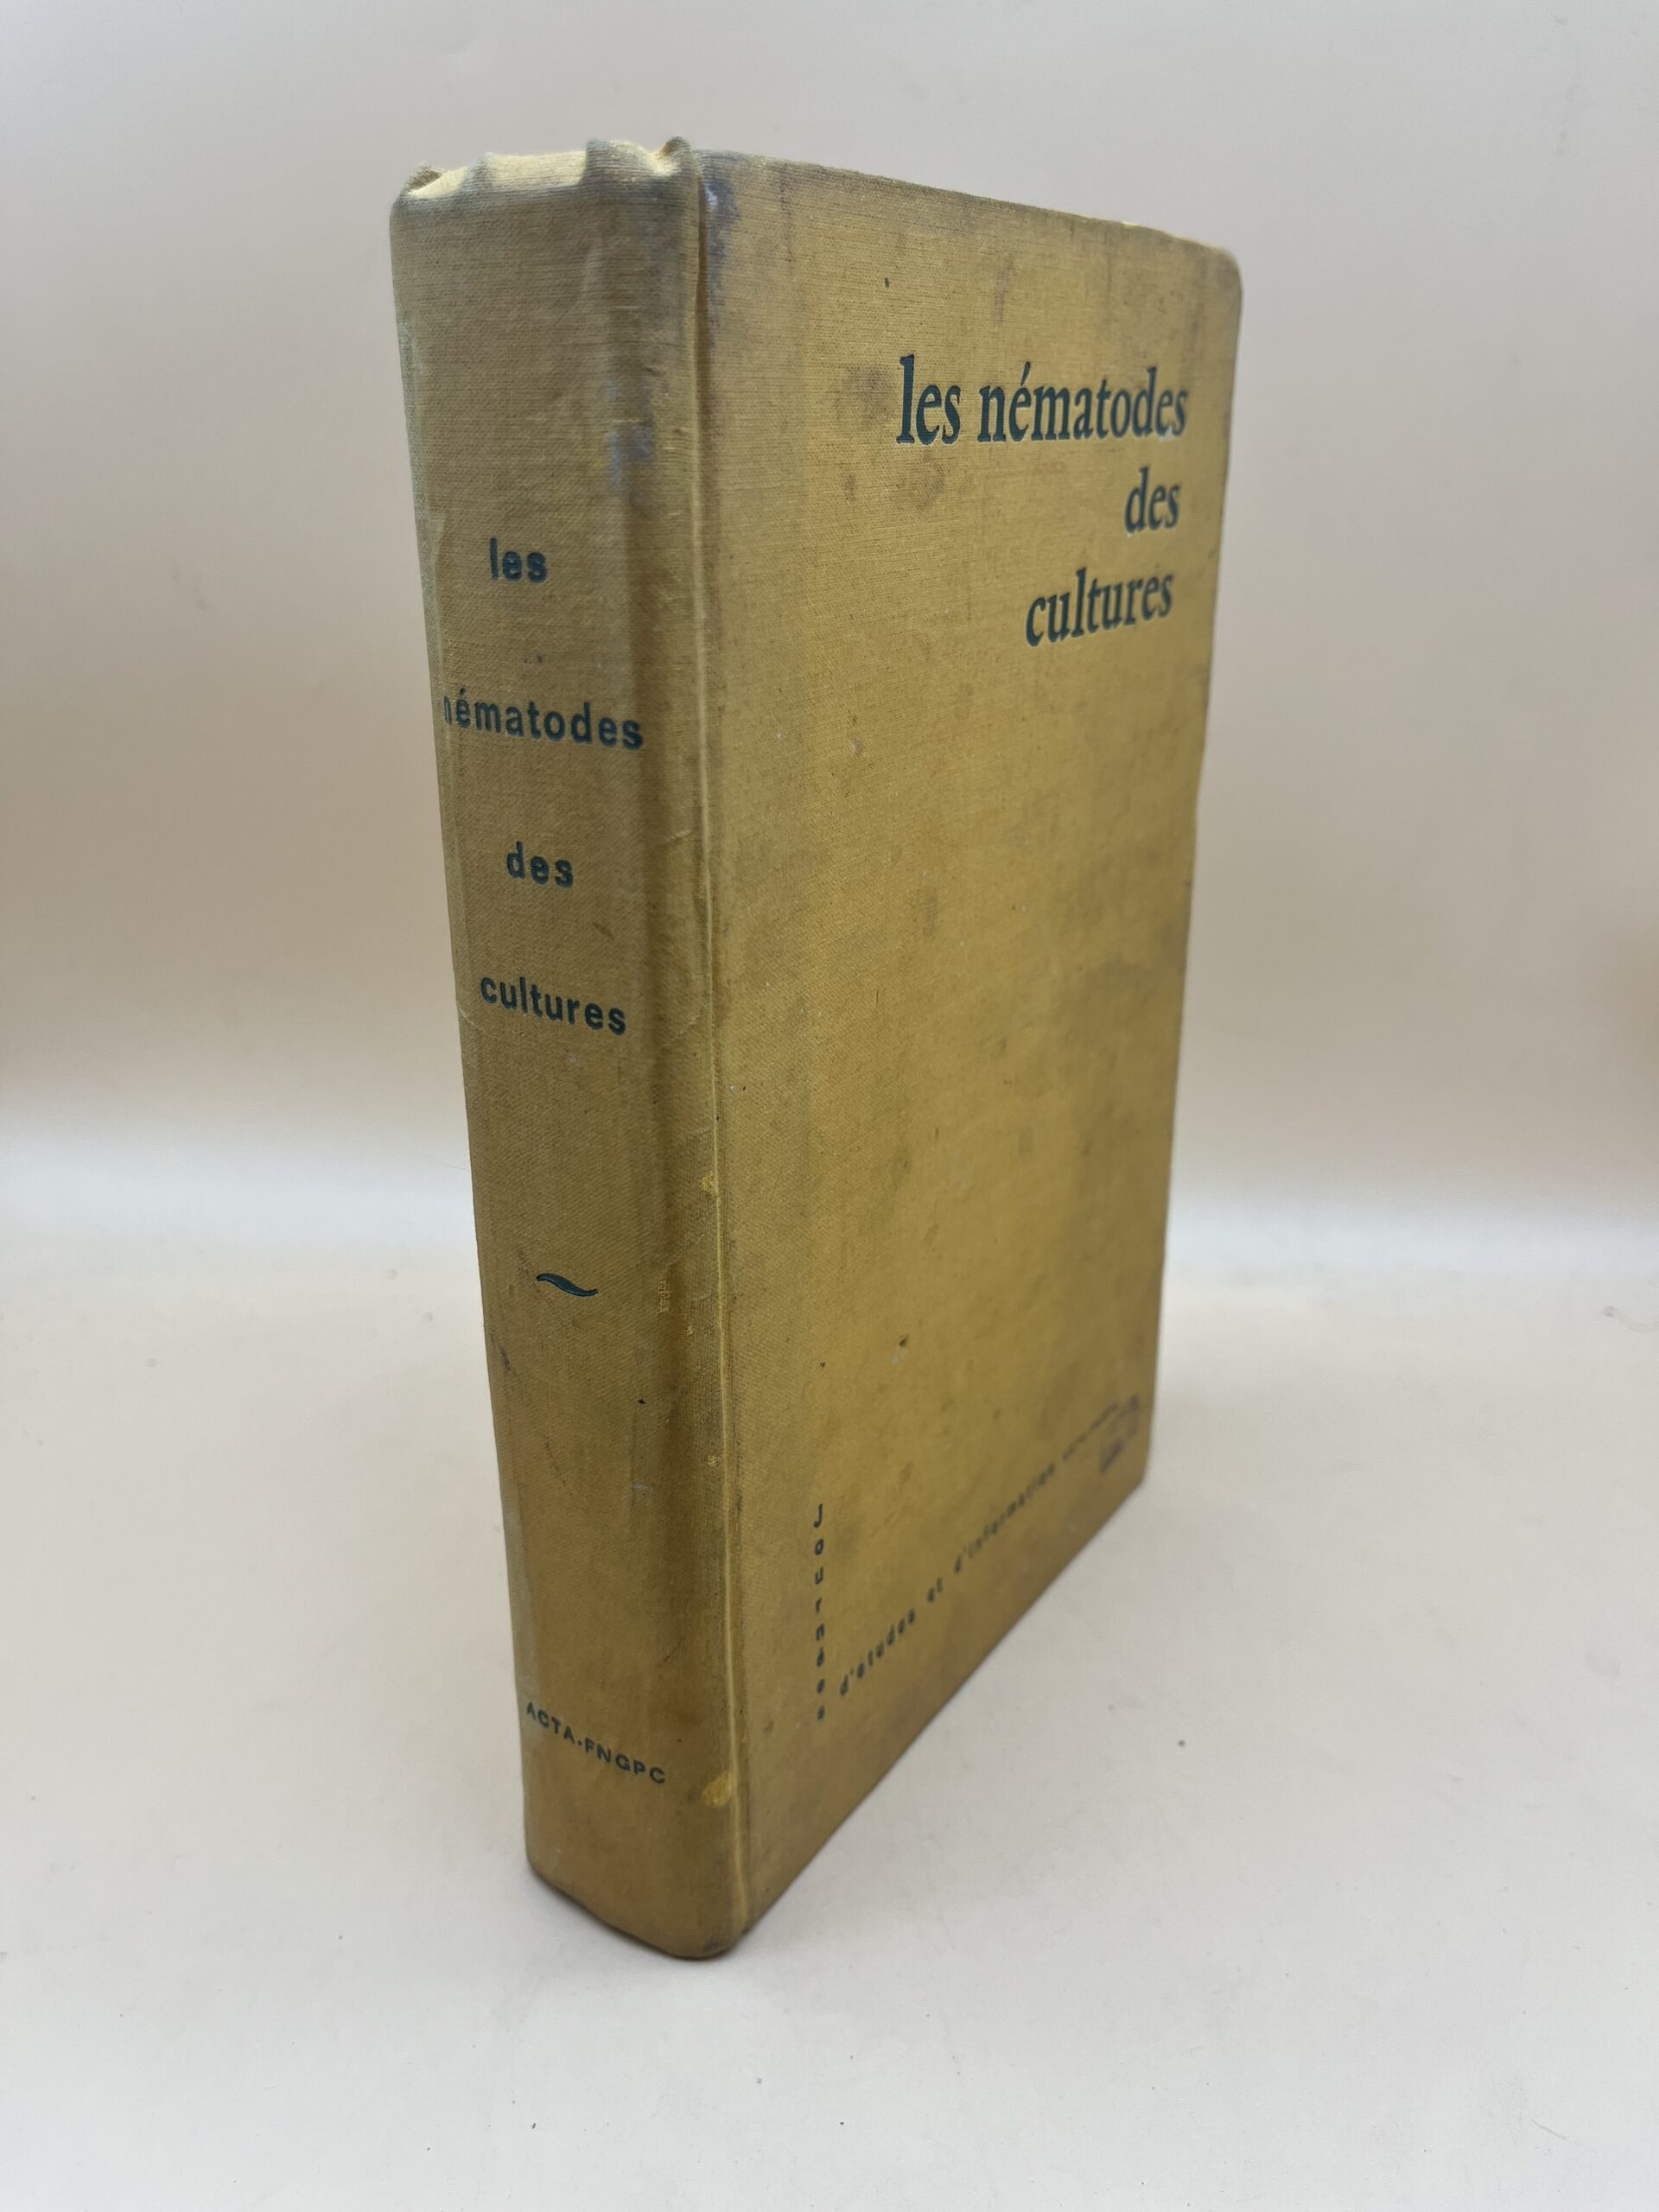 les
nématodes
des
cultures
ACTA.FNGPC
les nématodes
des
cultures
Journées
d'études et d'information